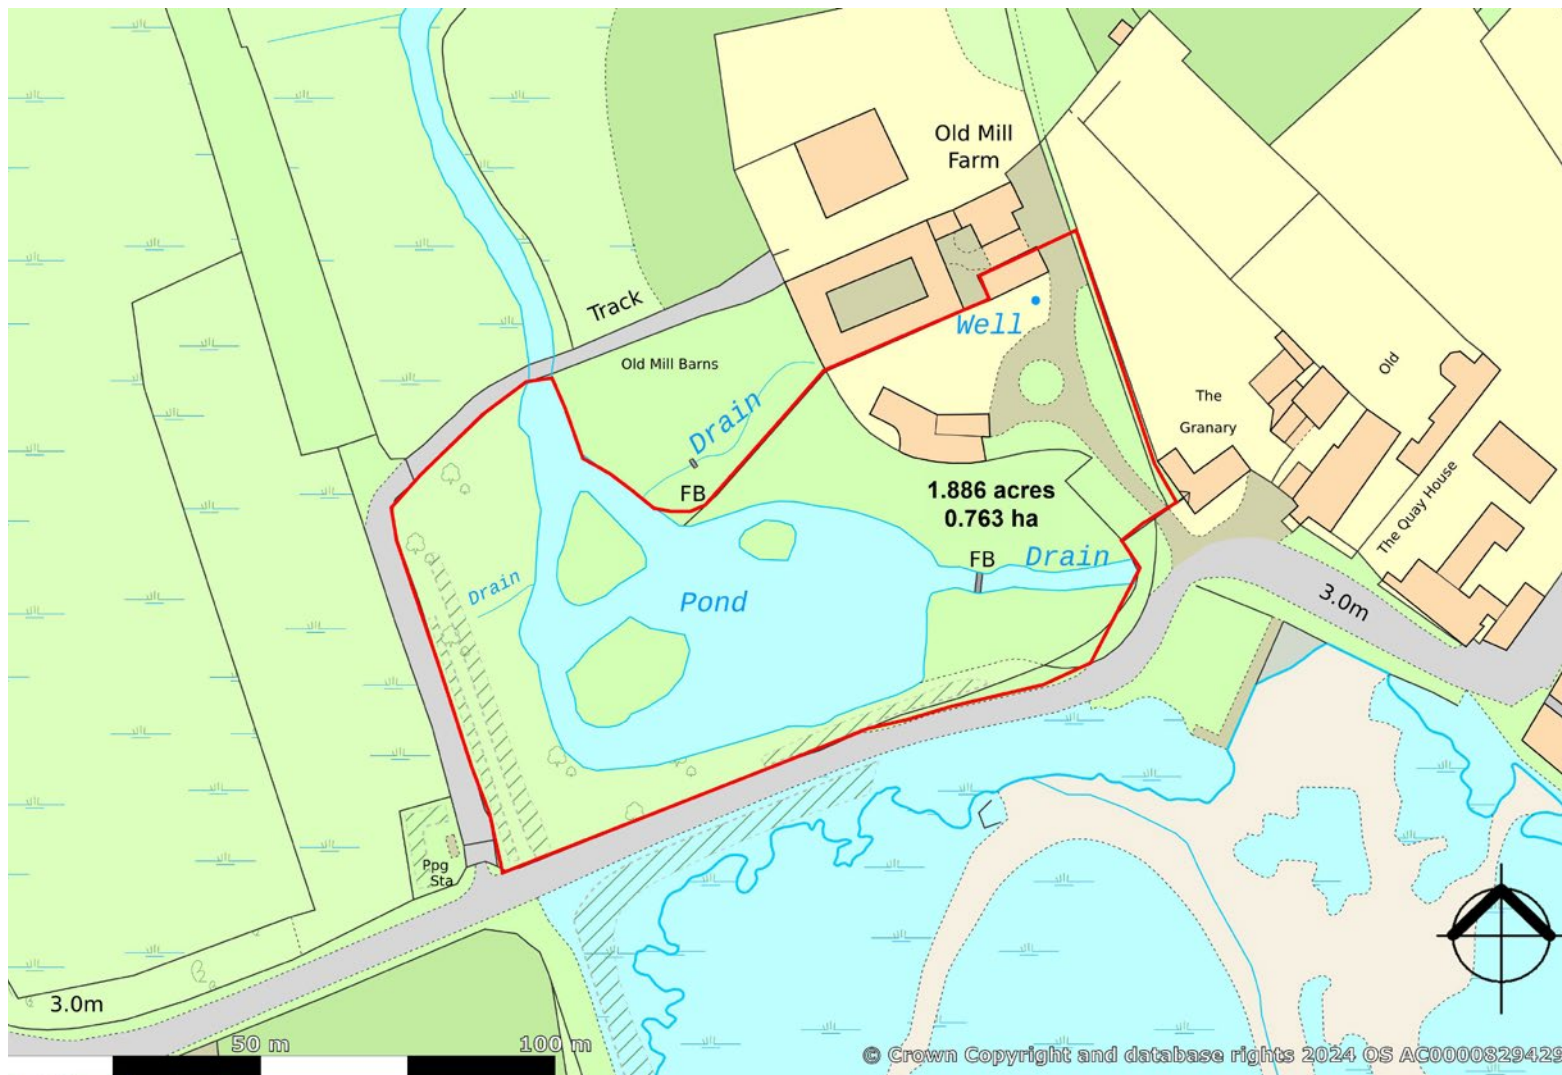 Old Mill
Farm
Track
Well
Old Mill Barns
Drain
The
Granary
Old
FB
1.886 acres
0.763 ha
The Quay House
FB
Drain
Drain
Pond
3.0m
Ppg
Sta
3.0m
50 m
100 m
© Crown Copyright and database rights 2024 OS AC0000829429